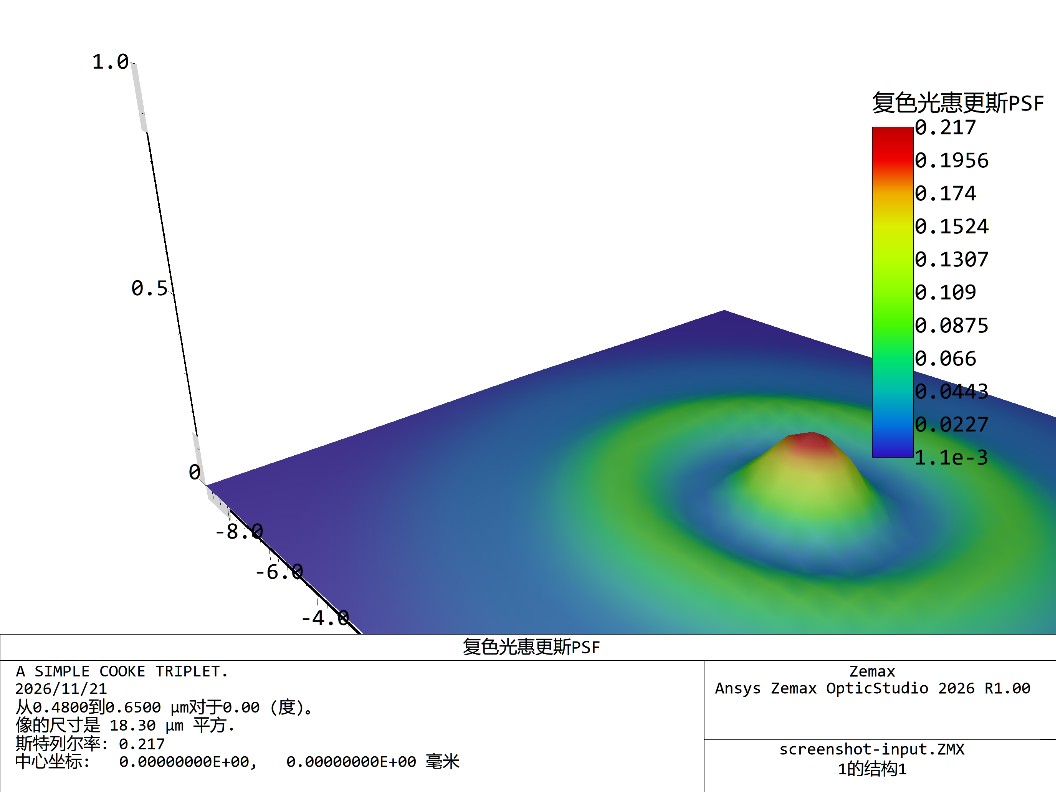 1.0
0.5
0
-8.0
-6.0
-4.0
复色光惠更斯PSF
0.217
0.1956
0.174
0.1524
0.1307
0.109
0.0875
0.066
0.0443
0.0227
1.1e-3
复色光惠更斯PSF
A SIMPLE COOKE TRIPLET.
2026/11/21
从0.4800到0.6500 µm对于0.00 (度)。
像的尺寸是 18.30 µm 平方.
斯特列尔率: 0.217
中心坐标: 0.00000000E+00, 0.00000000E+00 毫米
Zemax
Ansys Zemax OpticStudio 2026 R1.00
screenshot-input.ZMX
1的结构1